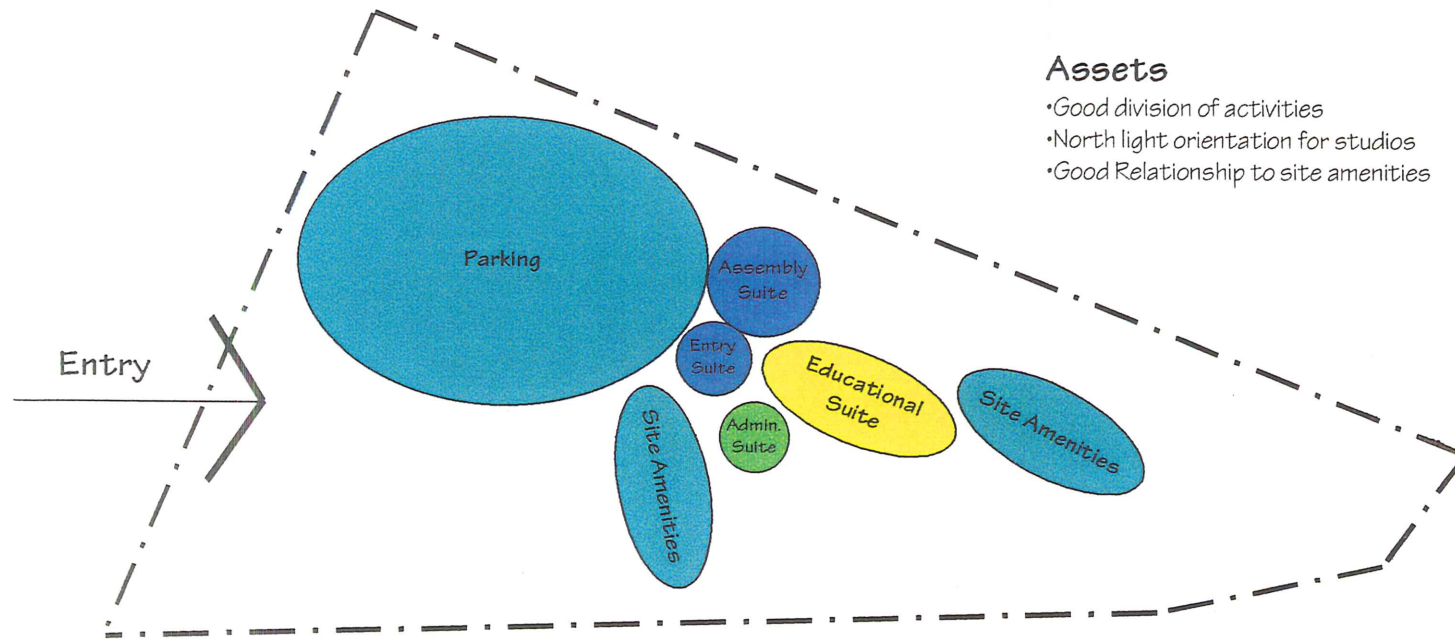 Assets
•Good division of activities
•North light orientation for studios
•Good Relationship to site amenities
Parking
Assembly
Suite
Entry
Entry
Suite
Educational
Suite
Site Amenities
Admin.
Suite
Site Amenities